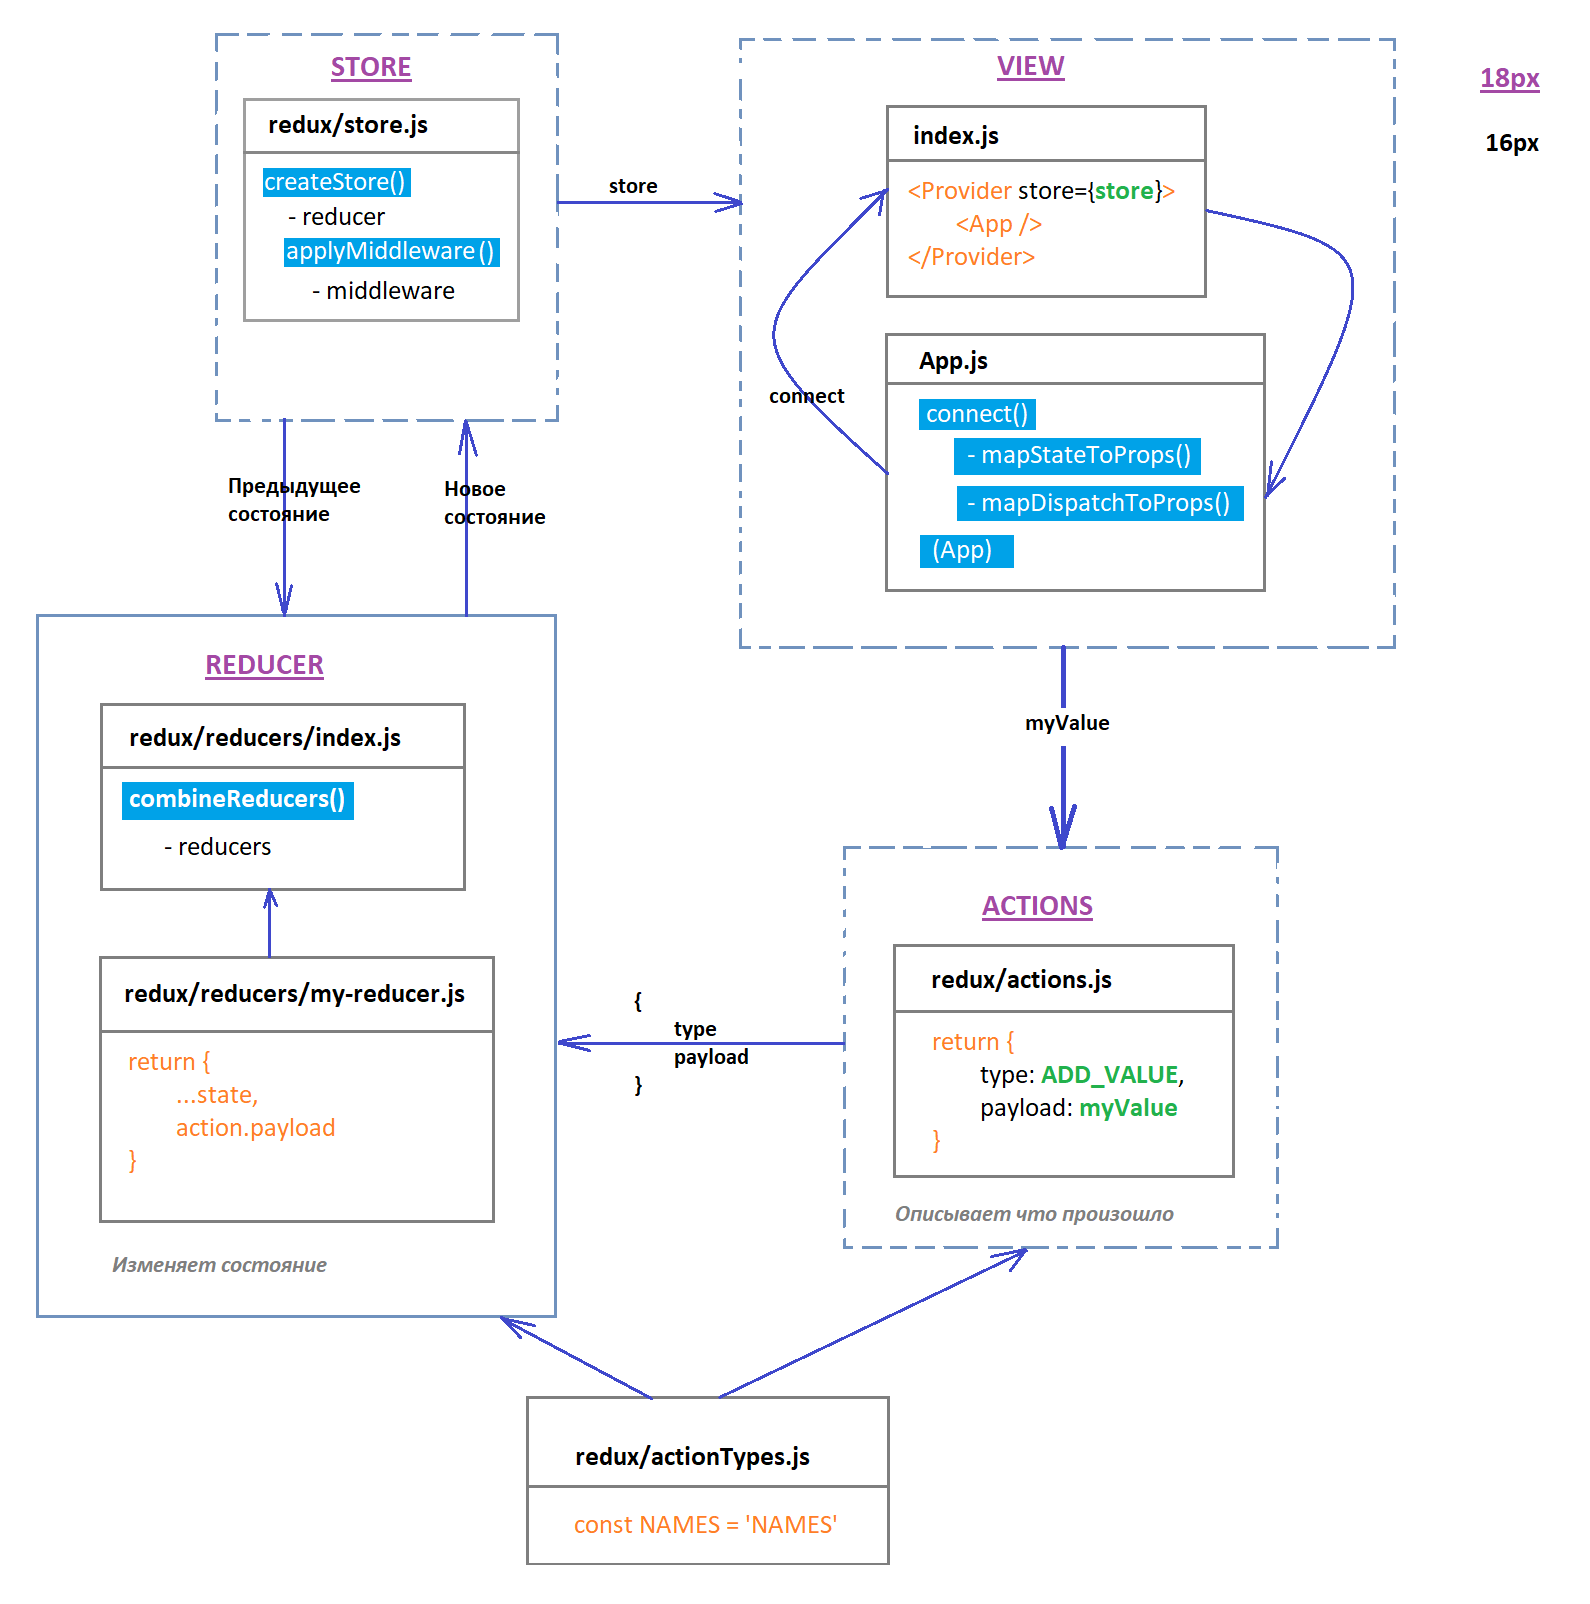 STORE
redux/store.js
createStore()
- reducer
applyMiddleware()
- middleware
store
VIEW
index.js
<Provider store={store}>
<App />
</Provider>
connect
App.js
connect()
- mapStateToProps()
- mapDispatchToProps()
(App)
18px
16px
Предыдущее
состояние
Новое
состояние
myValue
REDUCER
redux/reducers/index.js
combineReducers()
- reducers
redux/reducers/my-reducer.js
return {
...state,
action.payload
}
Изменяет состояние
{
type
payload
}
ACTIONS
redux/actions.js
return {
type: ADD_VALUE,
payload: myValue
}
Описывает что произошло
redux/actionTypes.js
const NAMES = 'NAMES'